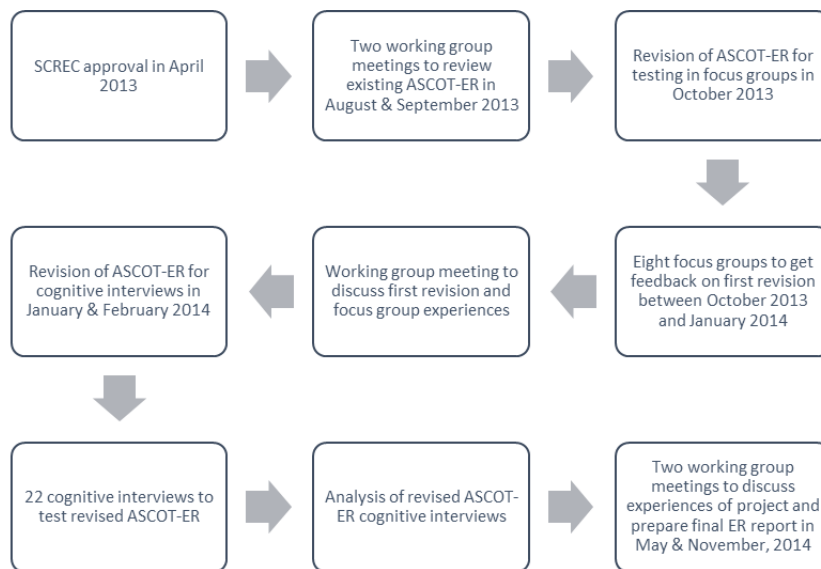 SCREC approval in April
2013
Two working group
meetings to review
existing ASCOT-ER in
August & September 2013
Revision of ASCOT-ER for
testing in focus groups in
October 2013
Eight focus groups to get
feedback on first revision
between October 2013
and January 2014
Working group meeting to
discuss first revision and
focus group experiences
Revision of ASCOT-ER for
cognitive interviews in
January & February 2014
22 cognitive interviews to
test revised ASCOT-ER
Analysis of revised ASCOT-
ER cognitive interviews
Two working group
meetings to discuss
experiences of project and
prepare final ER report in
May & November, 2014